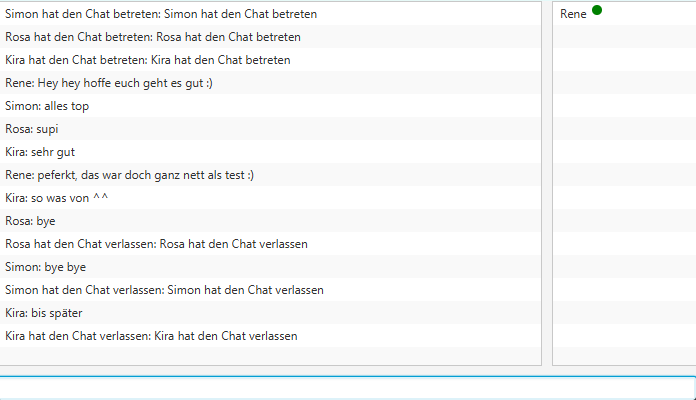 Simon hat den Chat betreten: Simon hat den Chat betreten
Rosa hat den Chat betreten: Rosa hat den Chat betreten
Kira hat den Chat betreten: Kira hat den Chat betreten
Rene: Hey hey hoffe euch geht es gut :)
Simon: alles top
Rosa: supi
Kira: sehr gut
Rene: peferkt, das war doch ganz nett als test :)
Kira: so was von ^^
Rosa: bye
Rosa hat den Chat verlassen: Rosa hat den Chat verlassen
Simon: bye bye
Simon hat den Chat verlassen: Simon hat den Chat verlassen
Kira: bis später
Kira hat den Chat verlassen: Kira hat den Chat verlassen
Rene